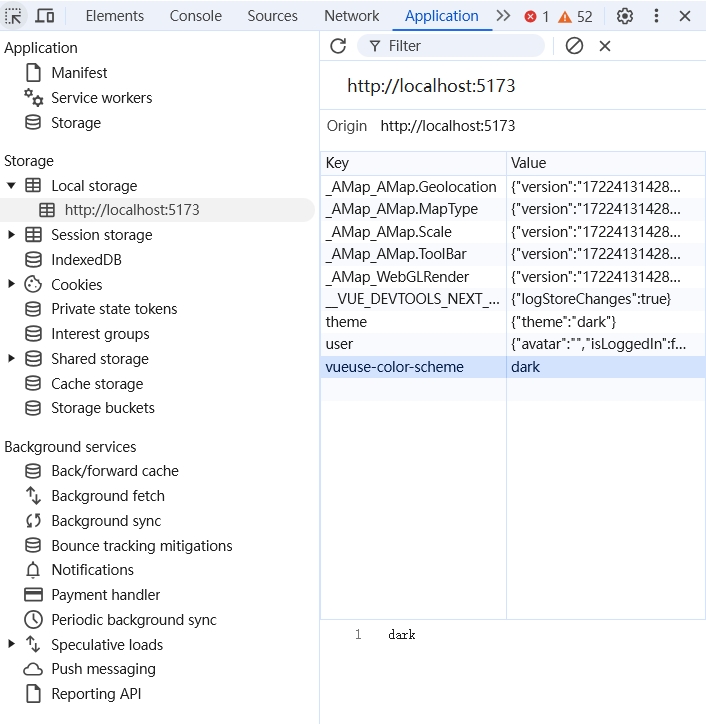 Elements Console Sources Network Application 1 52
Application
Manifest
Service workers
Storage
Storage
Local storage
http://localhost:5173
Session storage
IndexedDB
Cookies
Private state tokens
Interest groups
Shared storage
Cache storage
Storage buckets
Background services
Back/forward cache
Background fetch
Background sync
Bounce tracking mitigations
Notifications
Payment handler
Periodic background sync
Speculative loads
Push messaging
Reporting API
Filter
http://localhost:5173
Origin http://localhost:5173
Key Value
_AMap_AMap.Geolocation {"version":"17224131428...
_AMap_AMap.MapType {"version":"17224131428...
_AMap_AMap.Scale {"version":"17224131428...
_AMap_AMap.ToolBar {"version":"17224131428...
_AMap_WebGLRender {"version":"17224131428...
__VUE_DEVTOOLS_NEXT_... {"logStoreChanges":true}
theme {"theme":"dark"}
user {"avatar":"","isLoggedIn":f...
vueuse-color-scheme dark
1 dark